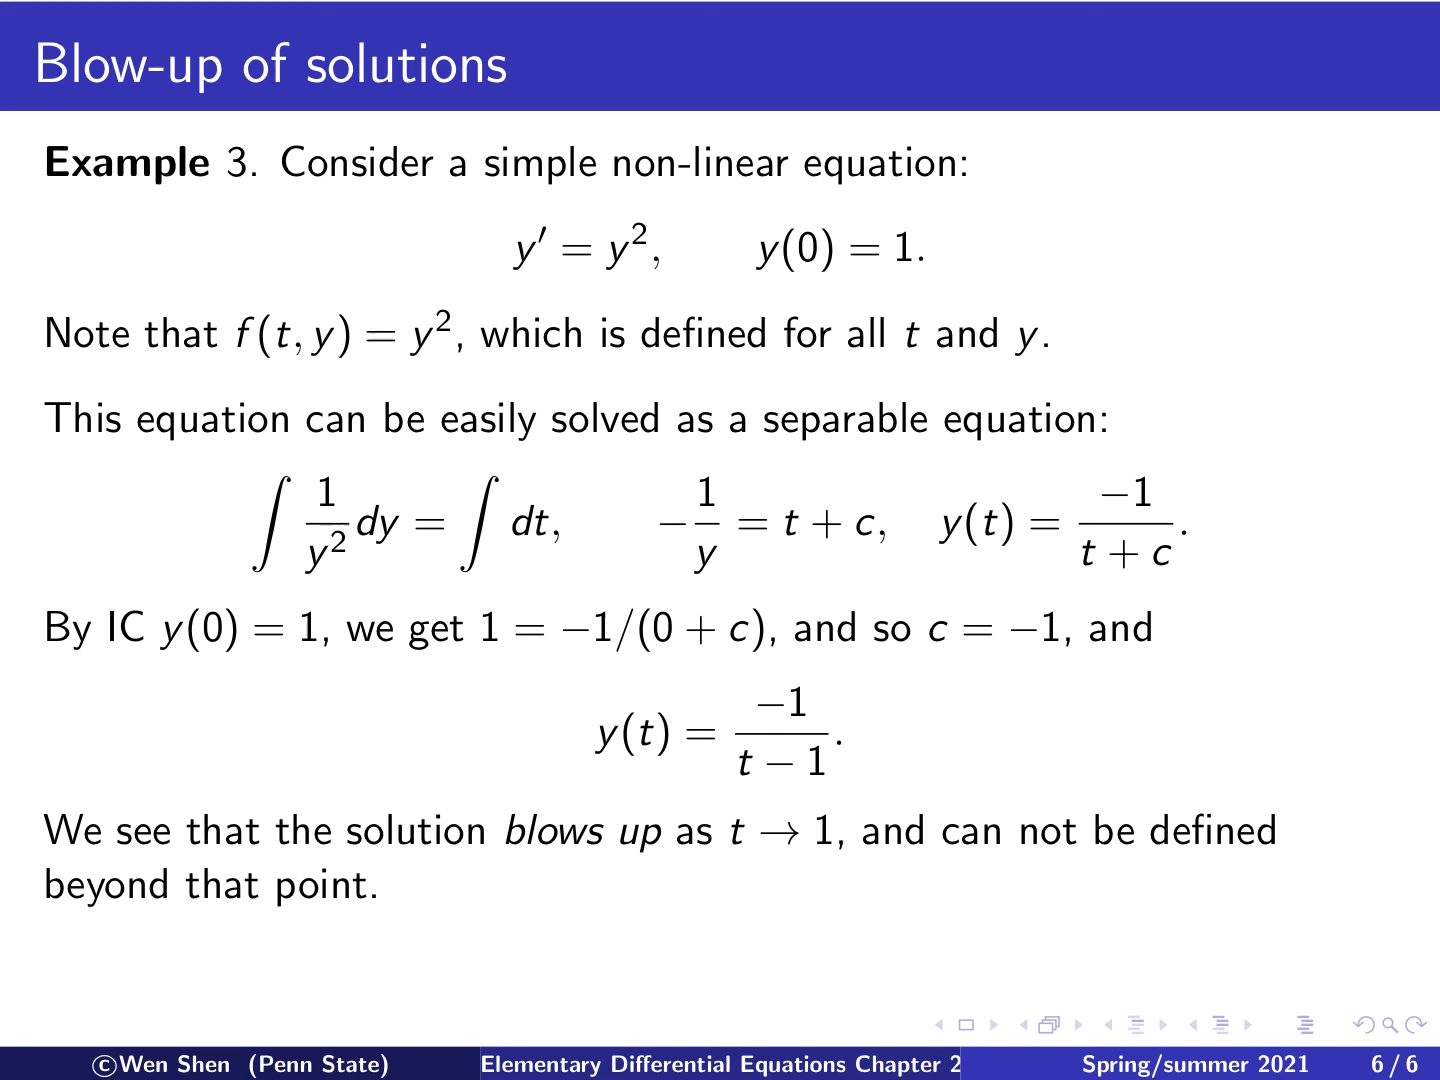 Blow-up of solutions
Example 3. Consider a simple non-linear equation:
y′ = y², y(0) = 1.
Note that f(t, y) = y², which is defined for all t and y.
This equation can be easily solved as a separable equation:
∫ 1/y² dy = ∫ dt, −1/y = t + c, y(t) = −1/(t + c).
By IC y(0) = 1, we get 1 = −1/(0 + c), and so c = −1, and
y(t) = −1/(t − 1).
We see that the solution blows up as t → 1, and can not be defined
beyond that point.
©Wen Shen (Penn State) Elementary Differential Equations Chapter 2 Spring/summer 2021 6 / 6